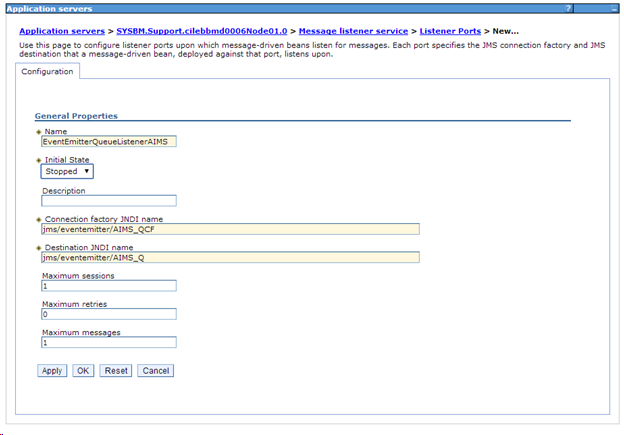 Application servers
?
Application servers > SYSBM.Support.cilebbmd0006Node01.0 > Message listener service > Listener Ports > New...
Use this page to configure listener ports upon which message-driven beans listen for messages. Each port specifies the JMS connection factory and JMS
destination that a message-driven bean, deployed against that port, listens upon.
Configuration
General Properties
Name
EventEmitterQueueListenerAIMS
Initial State
Stopped
Description
Connection factory JNDI name
jms/eventemitter/AIMS_QCF
Destination JNDI name
jms/eventemitter/AIMS_Q
Maximum sessions
1
Maximum retries
0
Maximum messages
1
Apply OK Reset Cancel